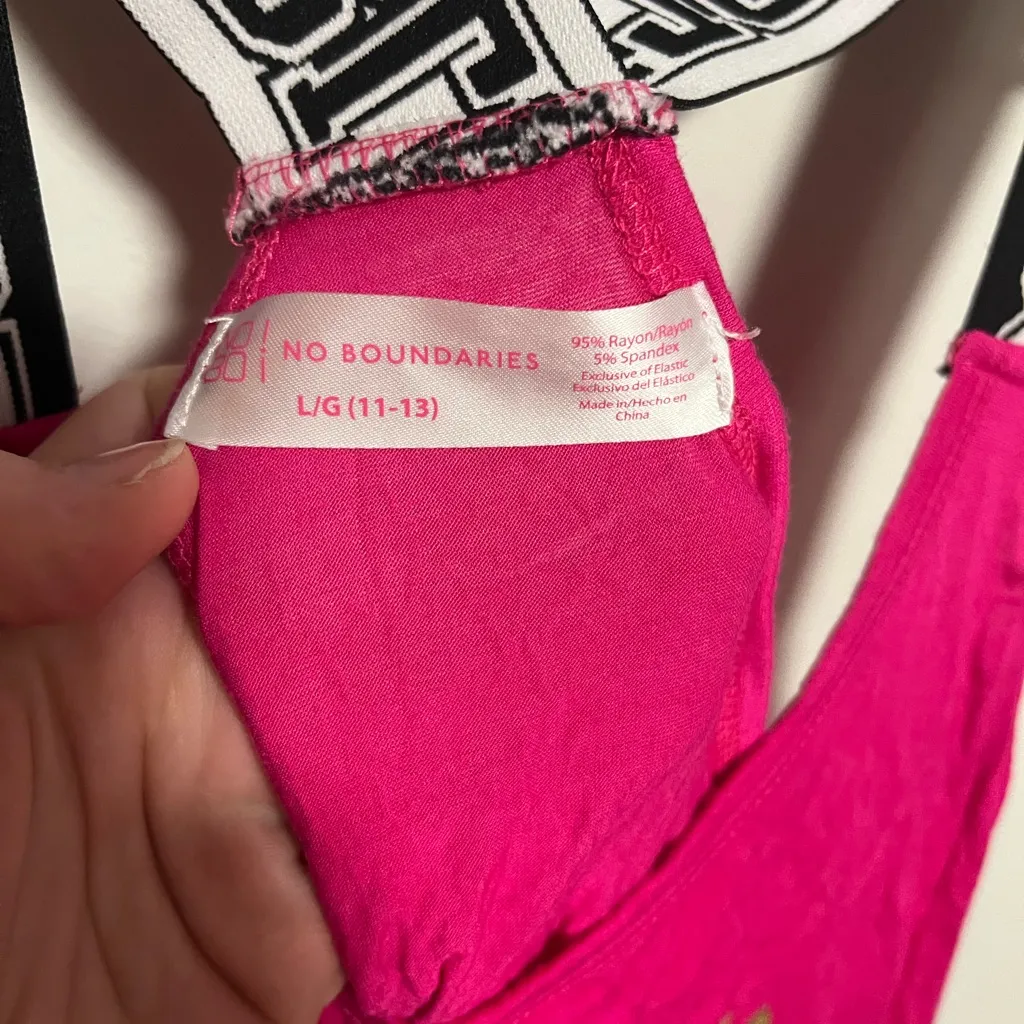 NO BOUNDARIES
L/G (11-13)
95% Rayon/Rayón
5% Spandex
Exclusive of Elastic
Exclusivo del Elástico
Made in/Hecho en
China